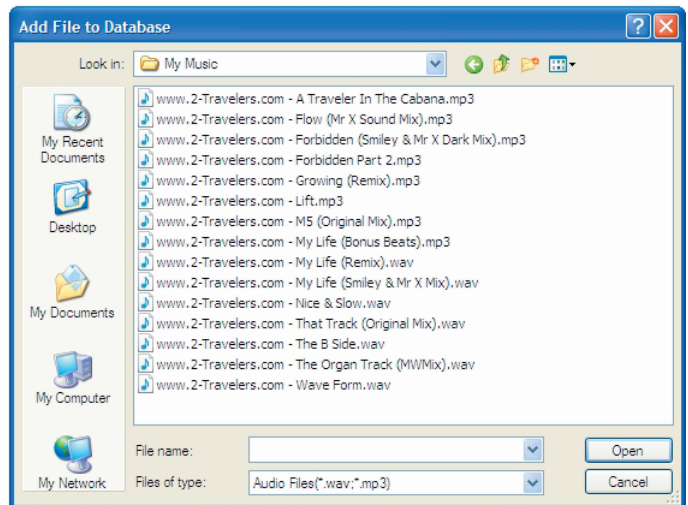 Add File to Database
Look in: My Music
www.2-Travelers.com - A Traveler In The Cabana.mp3
www.2-Travelers.com - Flow (Mr X Sound Mix).mp3
www.2-Travelers.com - Forbidden (Smiley & Mr X Dark Mix).mp3
www.2-Travelers.com - Forbidden Part 2.mp3
www.2-Travelers.com - Growing (Remix).mp3
www.2-Travelers.com - Lift.mp3
www.2-Travelers.com - M5 (Original Mix).mp3
www.2-Travelers.com - My Life (Bonus Beats).mp3
www.2-Travelers.com - My Life (Remix).wav
www.2-Travelers.com - My Life (Smiley & Mr X Mix).wav
www.2-Travelers.com - Nice & Slow.wav
www.2-Travelers.com - That Track (Original Mix).wav
www.2-Travelers.com - The B Side.wav
www.2-Travelers.com - The Organ Track (MWMix).wav
www.2-Travelers.com - Wave Form.wav
My Recent
Documents
Desktop
My Documents
My Computer
My Network
File name:
Open
Files of type: Audio Files(*.wav;*.mp3)
Cancel